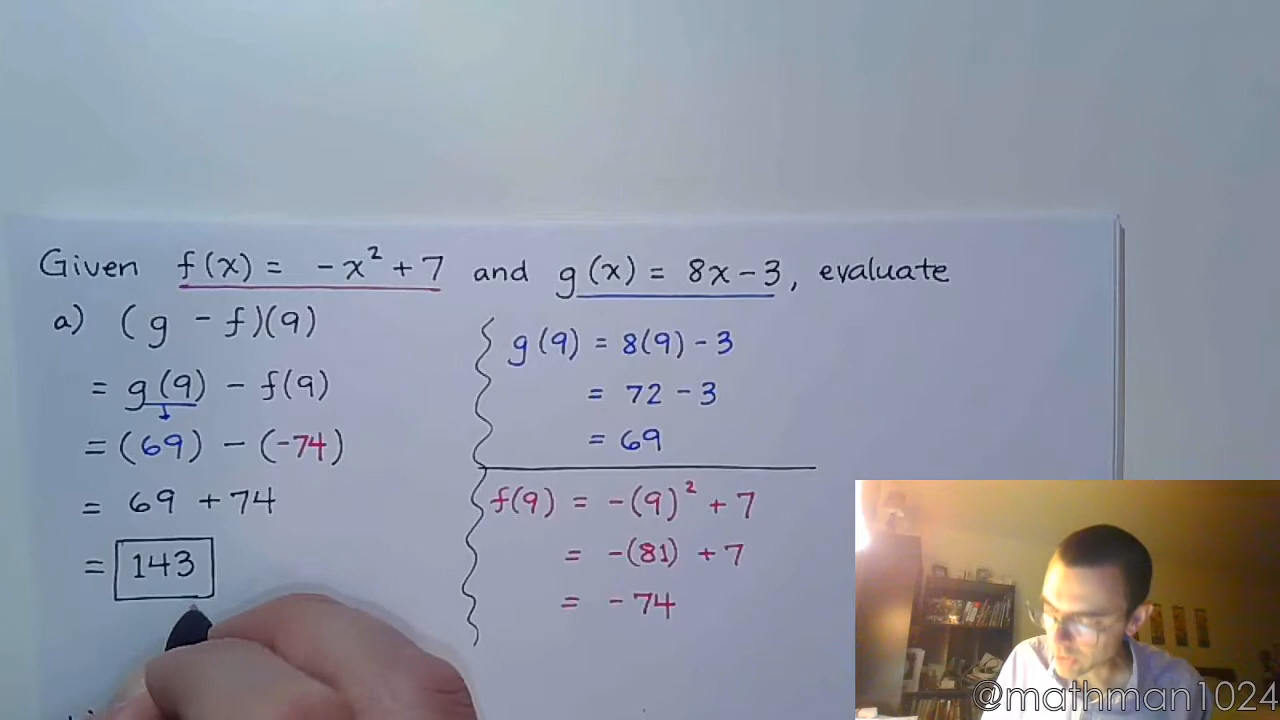 Given f(x) = -x² + 7 and g(x) = 8x - 3, evaluate
a) (g - f)(9)
= g(9) - f(9)
= (69) - (-74)
= 69 + 74
= 143
g(9) = 8(9) - 3
= 72 - 3
= 69
f(9) = -(9)² + 7
= -(81) + 7
= -74
@mathman1024